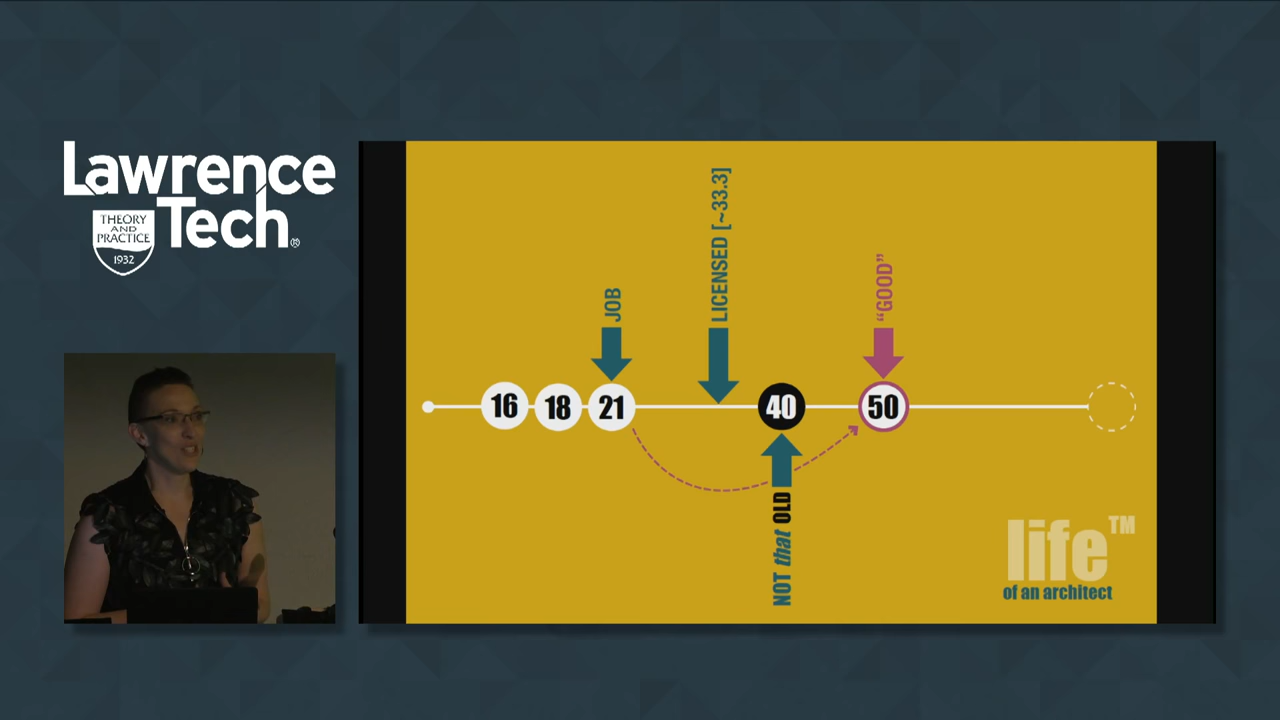 Lawrence
Tech®
THEORY
AND
PRACTICE
1932
JOB
LICENSED [~33.3]
“GOOD”
16
18
21
40
50
NOT that OLD
life™
of an architect